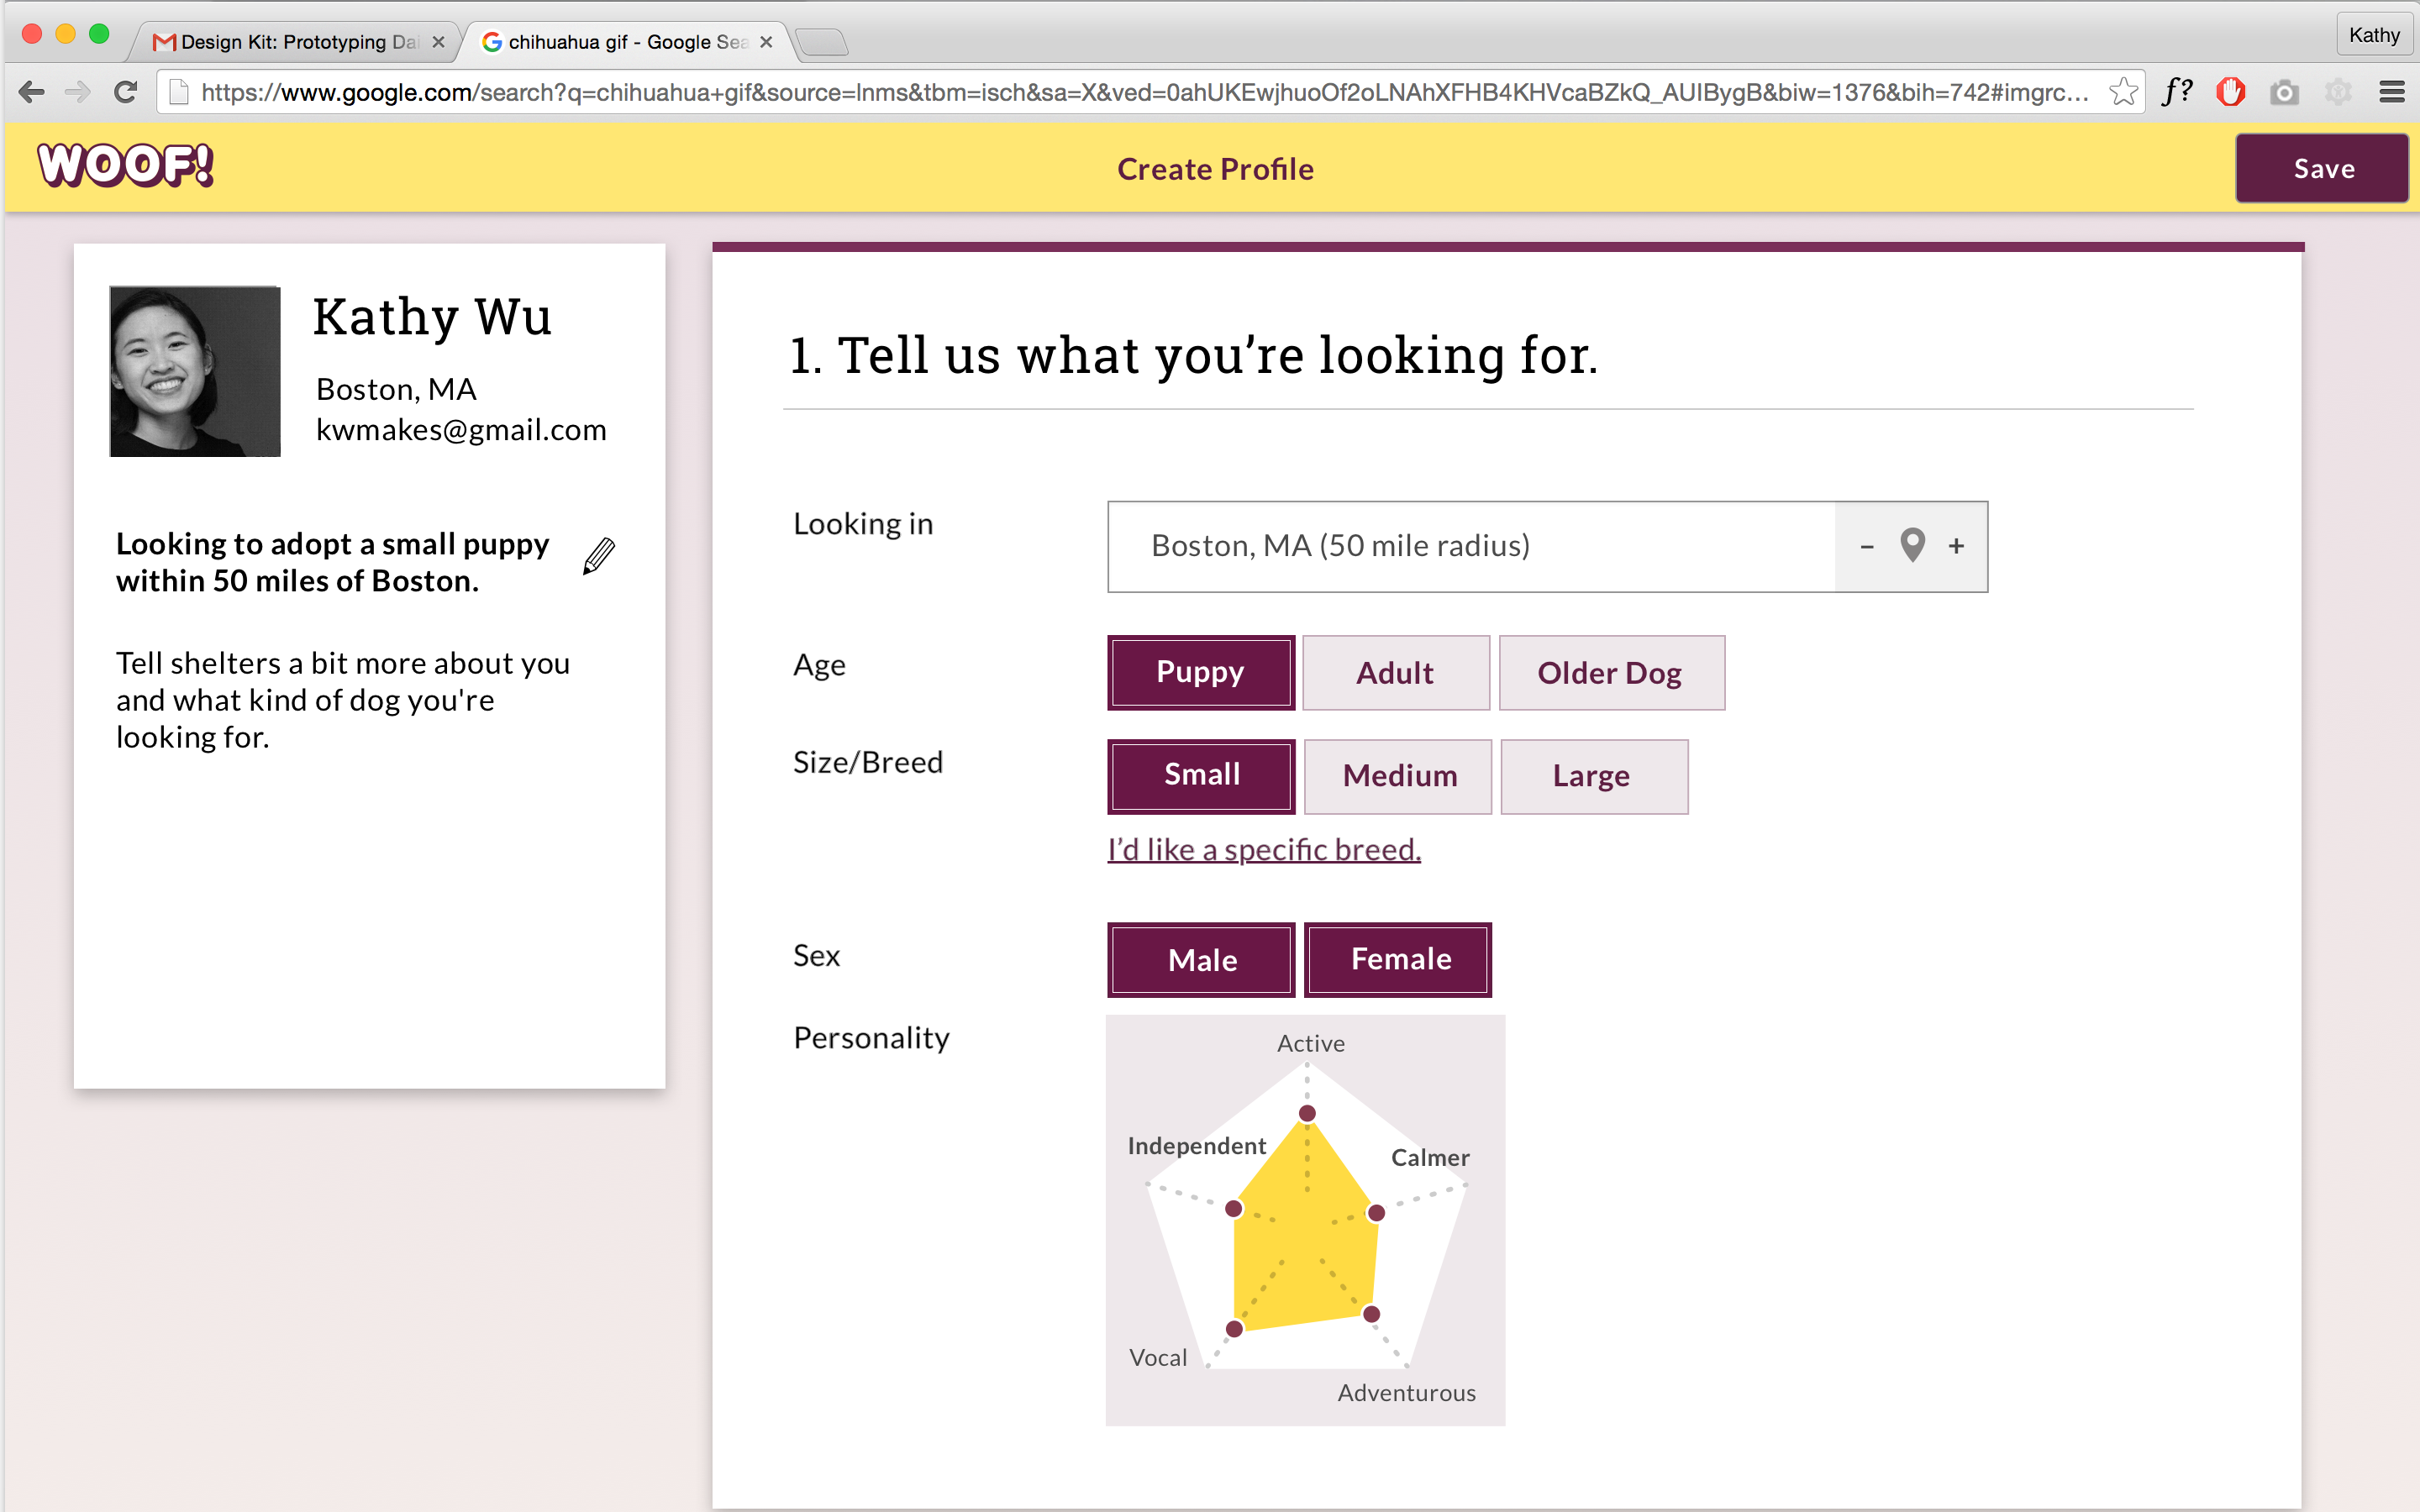 Design Kit: Prototyping Da
chihuahua gif - Google Sea
Kathy
https://www.google.com/search?q=chihuahua+gif&source=lnms&tbm=isch&sa=X&ved=0ahUKEwjhuoOf2oLNAhXFHB4KHVcaBZkQ_AUIBygB&biw=1376&bih=742#imgrc...
f?
WOOF!
Create Profile
Save
Kathy Wu
Boston, MA
kwmakes@gmail.com
Looking to adopt a small puppy
within 50 miles of Boston.
Tell shelters a bit more about you
and what kind of dog you're
looking for.
1. Tell us what you’re looking for.
Looking in
Boston, MA (50 mile radius)
- +
Age
Puppy Adult Older Dog
Size/Breed
Small Medium Large
I’d like a specific breed.
Sex
Male Female
Personality
Active
Independent
Calmer
Vocal
Adventurous